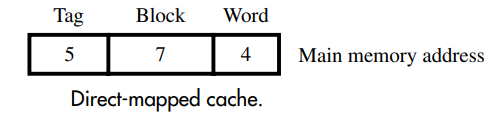 Tag Block Word
5 7 4 Main memory address
Direct-mapped cache.